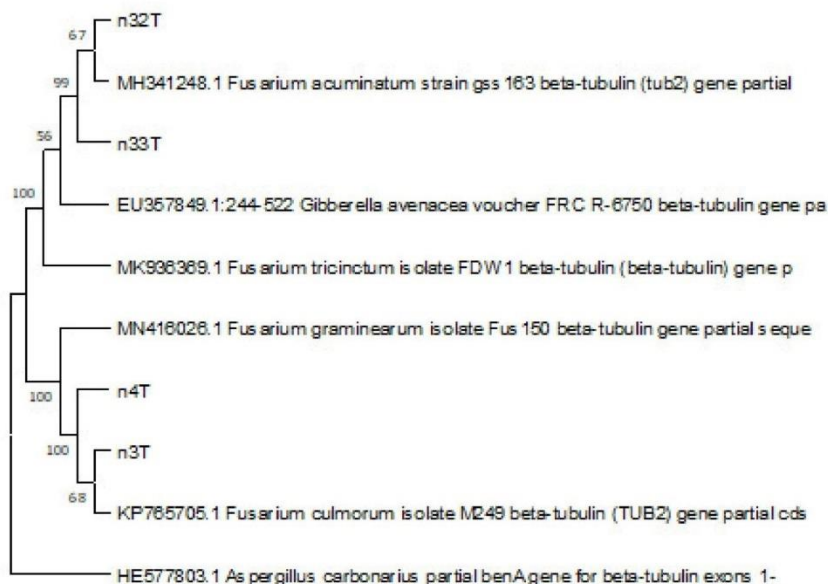 n32T
67
MH341248.1 Fusarium acuminatum strain gss 163 beta-tubulin (tub2) gene partial
99
n33T
56
EU357849.1:244-522 Gibberella avenacea voucher FRC R-6750 beta-tubulin gene pa
100
MK936369.1 Fusarium tricinctum isolate FDW1 beta-tubulin (beta-tubulin) gene p
MN416026.1 Fusarium graminearum isolate Fus 150 beta-tubulin gene partial seque
n4T
100
n3T
100
68
KP765705.1 Fusarium culmorum isolate M249 beta-tubulin (TUB2) gene partial cds
HE577803.1 Aspergillus carbonarius partial benA gene for beta-tubulin exons 1-